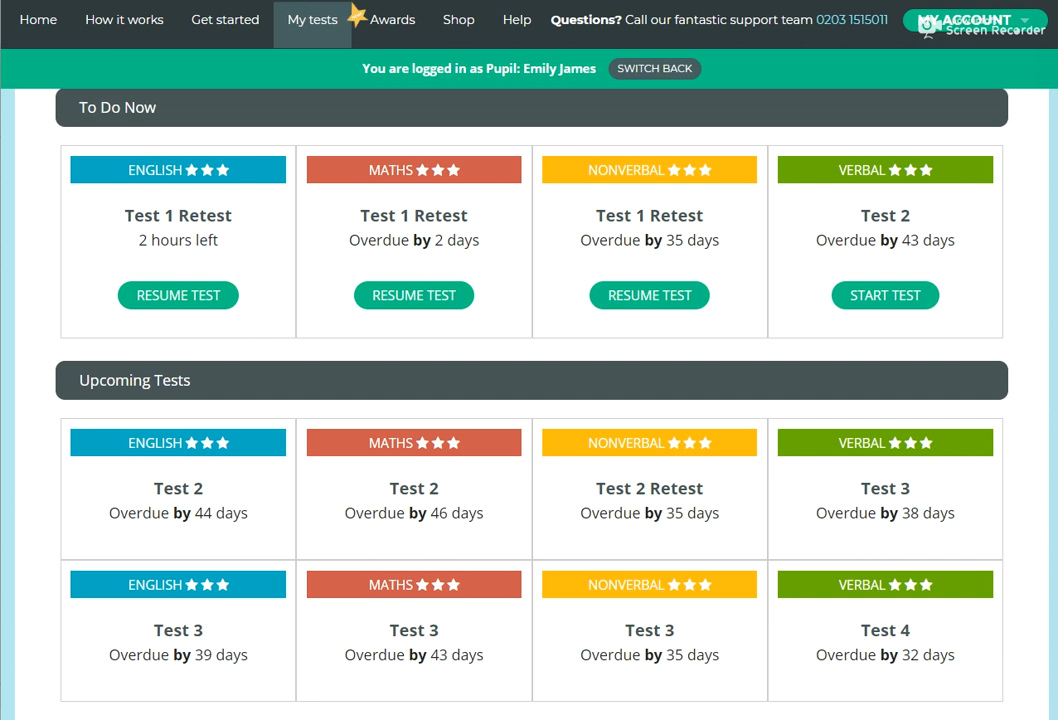 Home How it works Get started My tests Awards Shop Help Questions? Call our fantastic support team 0203 1515011 MY ACCOUNT
Screen Recorder
You are logged in as Pupil: Emily James SWITCH BACK
To Do Now
ENGLISH MATHS NONVERBAL VERBAL
Test 1 Retest Test 1 Retest Test 1 Retest Test 2
2 hours left Overdue by 2 days Overdue by 35 days Overdue by 43 days
RESUME TEST RESUME TEST RESUME TEST START TEST
Upcoming Tests
ENGLISH MATHS NONVERBAL VERBAL
Test 2 Test 2 Test 2 Retest Test 3
Overdue by 44 days Overdue by 46 days Overdue by 35 days Overdue by 38 days
ENGLISH MATHS NONVERBAL VERBAL
Test 3 Test 3 Test 3 Test 4
Overdue by 39 days Overdue by 43 days Overdue by 35 days Overdue by 32 days